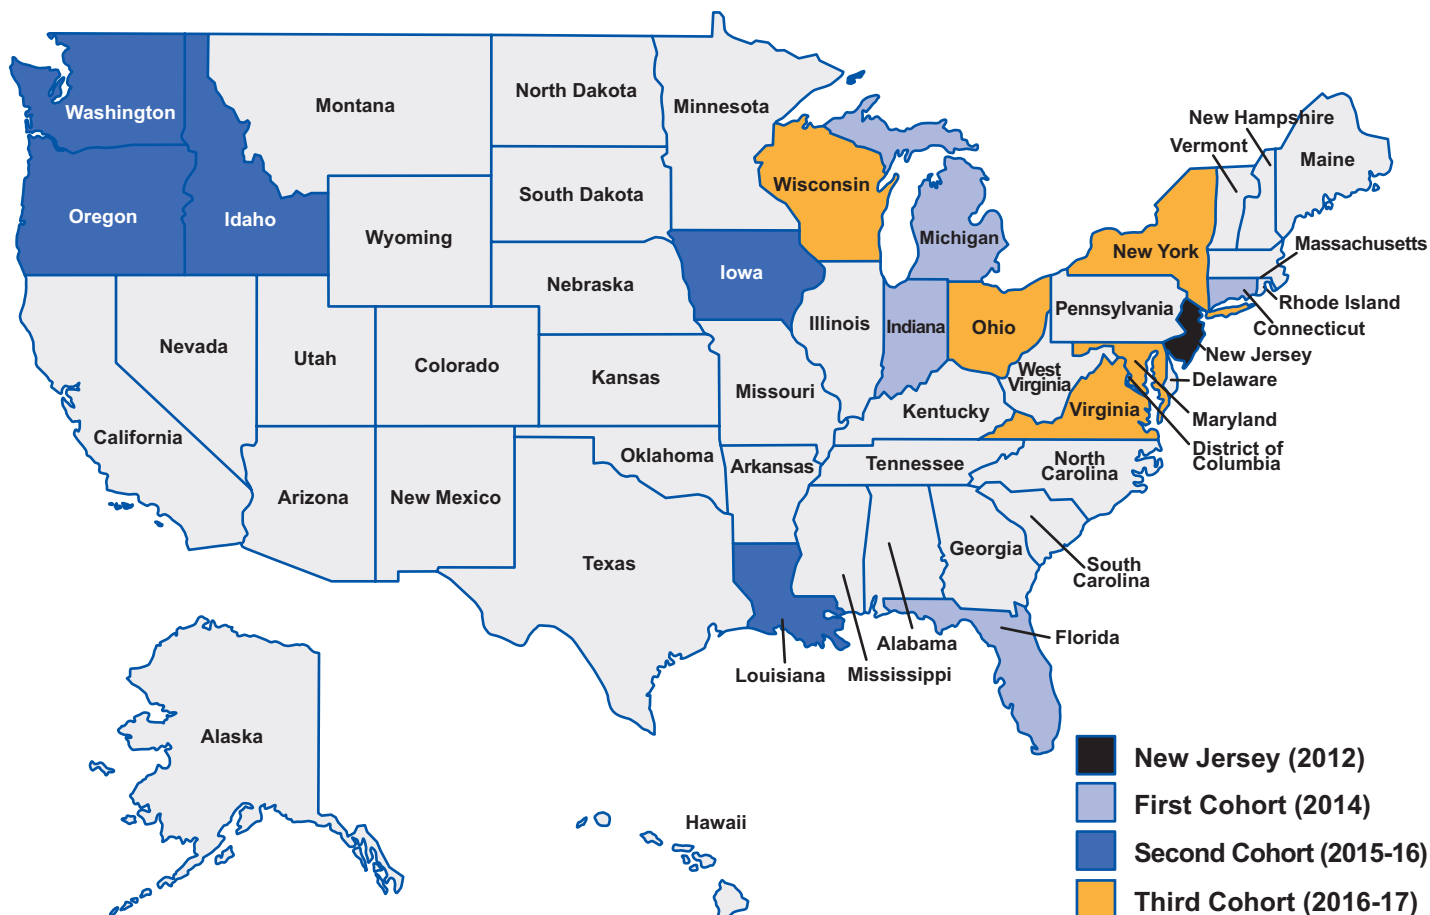 New Hampshire
Vermont
Maine
Washington
Montana
North Dakota
Minnesota
Wisconsin
South Dakota
Oregon
Idaho
Wyoming
Michigan
New York
Massachusetts
Iowa
Nebraska
Rhode Island
Pennsylvania
Connecticut
Illinois
Indiana
Ohio
Nevada
Utah
Colorado
New Jersey
Kansas
West
Virginia
Delaware
Missouri
Kentucky
Virginia
Maryland
California
District of
Columbia
Oklahoma
Arkansas
Tennessee
North
Carolina
Arizona
New Mexico
Texas
Georgia
South
Carolina
Alabama
Florida
Louisiana
Mississippi
Alaska
Hawaii
New Jersey (2012)
First Cohort (2014)
Second Cohort (2015-16)
Third Cohort (2016-17)